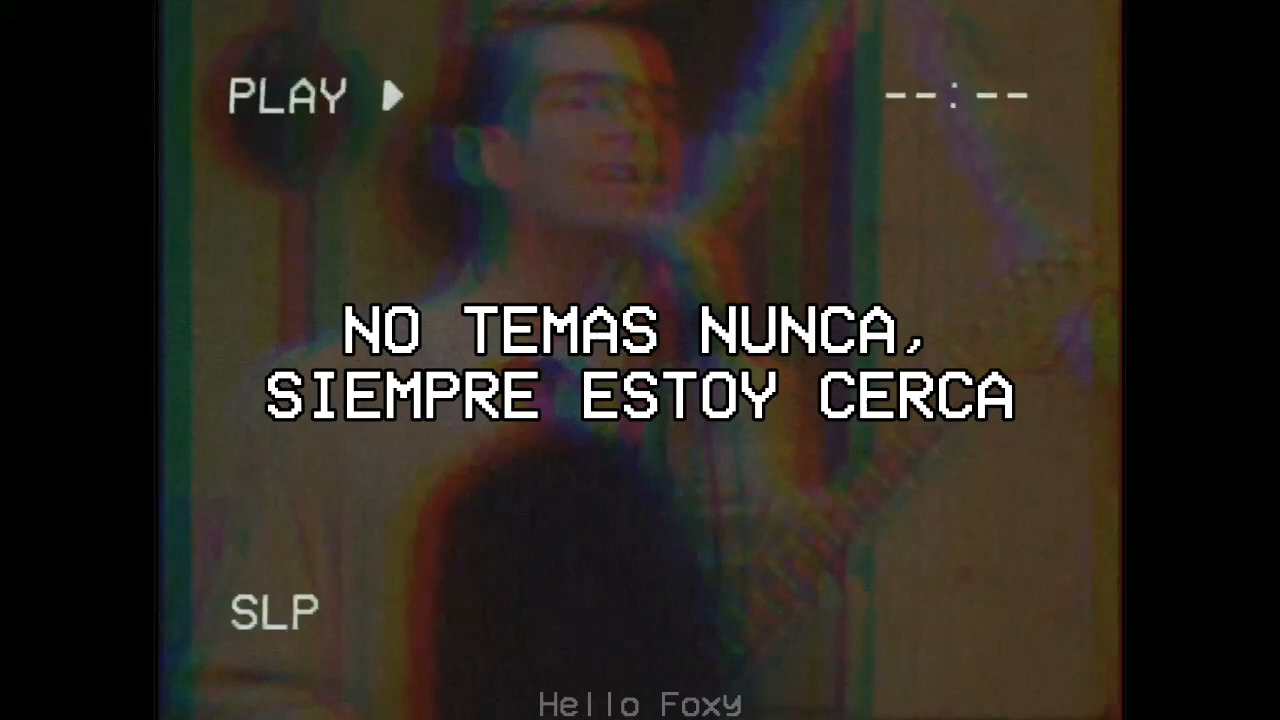 PLAY ▶ --:--
NO TEMAS NUNCA,
SIEMPRE ESTOY CERCA
SLP
Hello Foxy